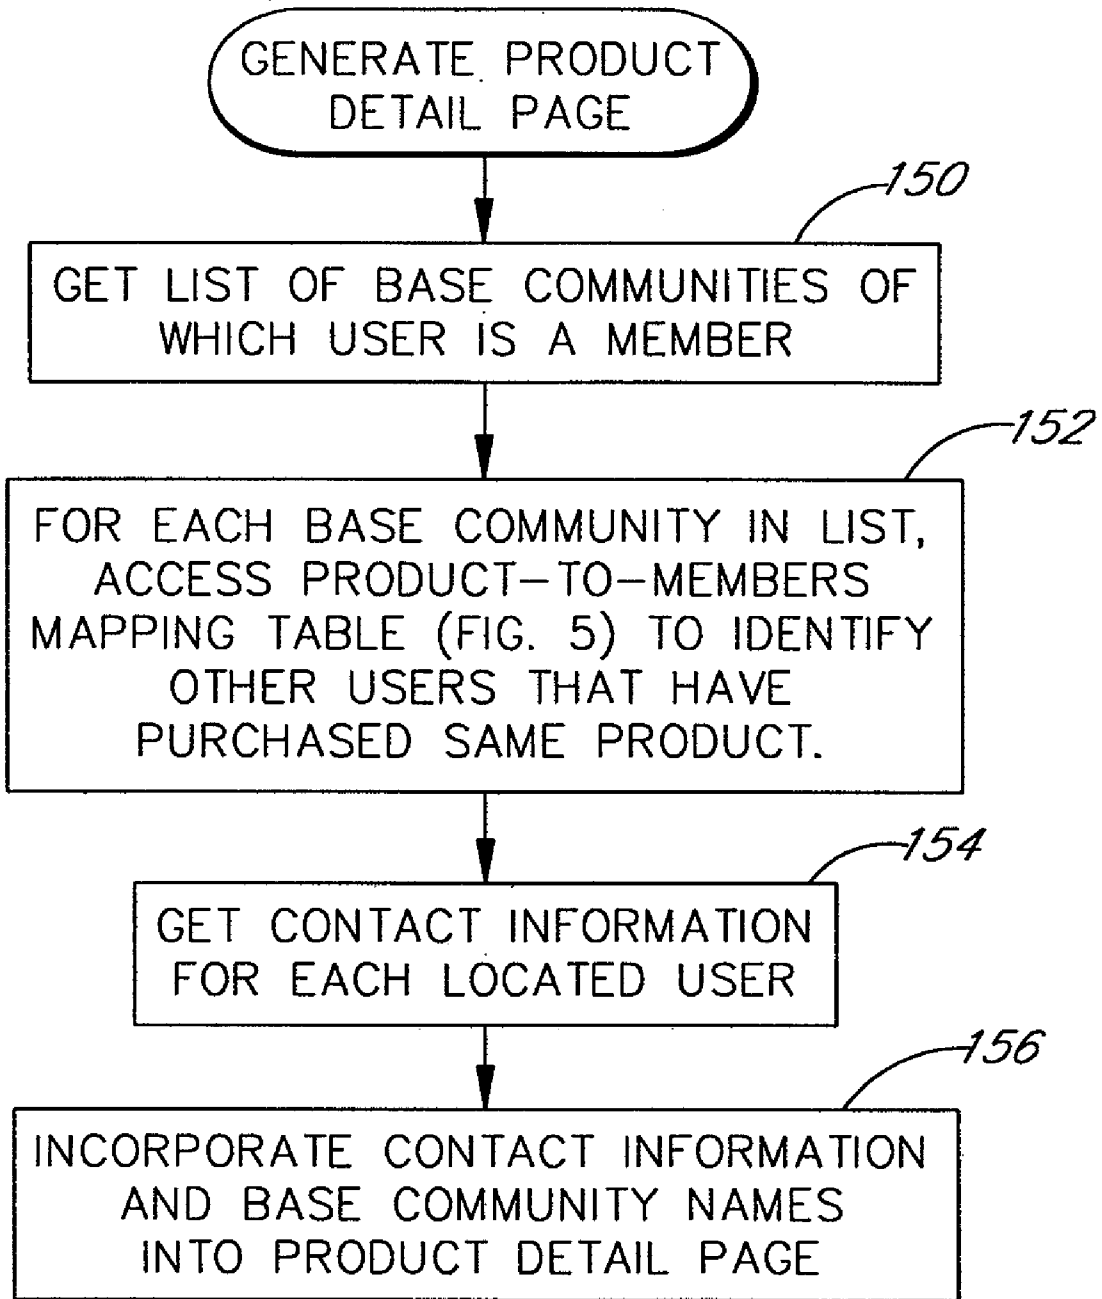 GENERATE PRODUCT
DETAIL PAGE
150
GET LIST OF BASE COMMUNITIES OF
WHICH USER IS A MEMBER
152
FOR EACH BASE COMMUNITY IN LIST,
ACCESS PRODUCT-TO-MEMBERS
MAPPING TABLE (FIG. 5) TO IDENTIFY
OTHER USERS THAT HAVE
PURCHASED SAME PRODUCT.
154
GET CONTACT INFORMATION
FOR EACH LOCATED USER
156
INCORPORATE CONTACT INFORMATION
AND BASE COMMUNITY NAMES
INTO PRODUCT DETAIL PAGE